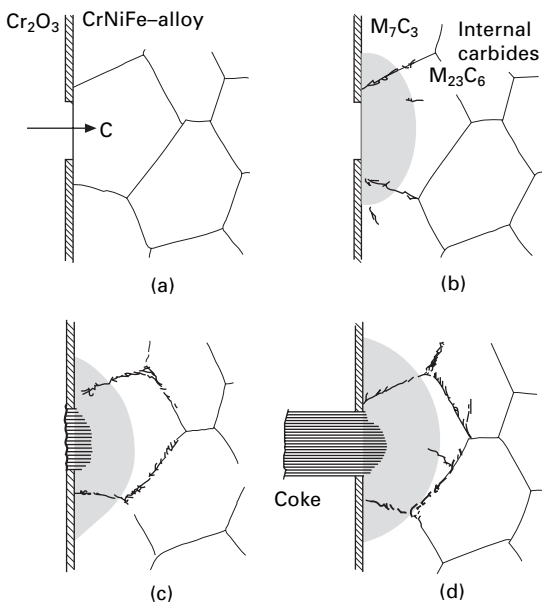 Cr₂O₃ CrNiFe–alloy
C
(a)
M₇C₃ Internal
carbides
M₂₃C₆
(b)
(c)
Coke
(d)